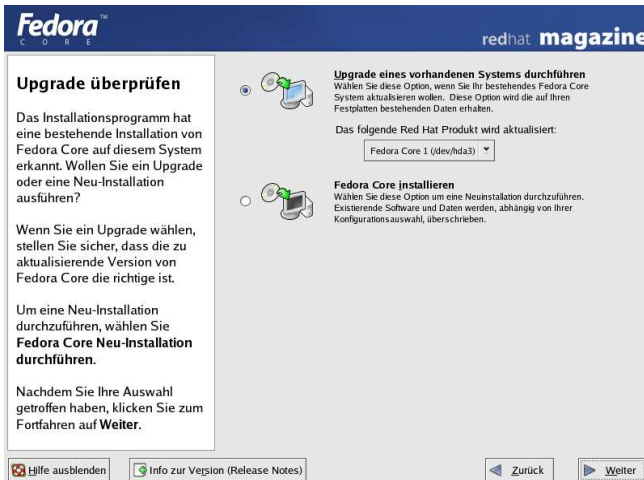 Fedora™
CORE
redhat magazine
Upgrade überprüfen
Das Installationsprogramm hat
eine bestehende Installation von
Fedora Core auf diesem System
erkannt. Wollen Sie ein Upgrade
oder eine Neu-Installation
ausführen?
Wenn Sie ein Upgrade wählen,
stellen Sie sicher, dass die zu
aktualisierende Version von
Fedora Core die richtige ist.
Um eine Neu-Installation
durchzuführen, wählen Sie
Fedora Core Neu-Installation
durchführen.
Nachdem Sie Ihre Auswahl
getroffen haben, klicken Sie zum
Fortfahren auf Weiter.
Upgrade eines vorhandenen Systems durchführen
Wählen Sie diese Option, wenn Sie Ihr bestehendes Fedora Core
System aktualisieren wollen. Diese Option wird die auf Ihren
Festplatten bestehenden Daten erhalten.
Das folgende Red Hat Produkt wird aktualisiert:
Fedora Core 1 (/dev/hda3)
Fedora Core installieren
Wählen Sie diese Option um eine Neuinstallation durchzuführen.
Existierende Software und Daten werden, abhängig von Ihrer
Konfigurationsauswahl, überschrieben.
Hilfe ausblenden
Info zur Version (Release Notes)
Zurück
Weiter